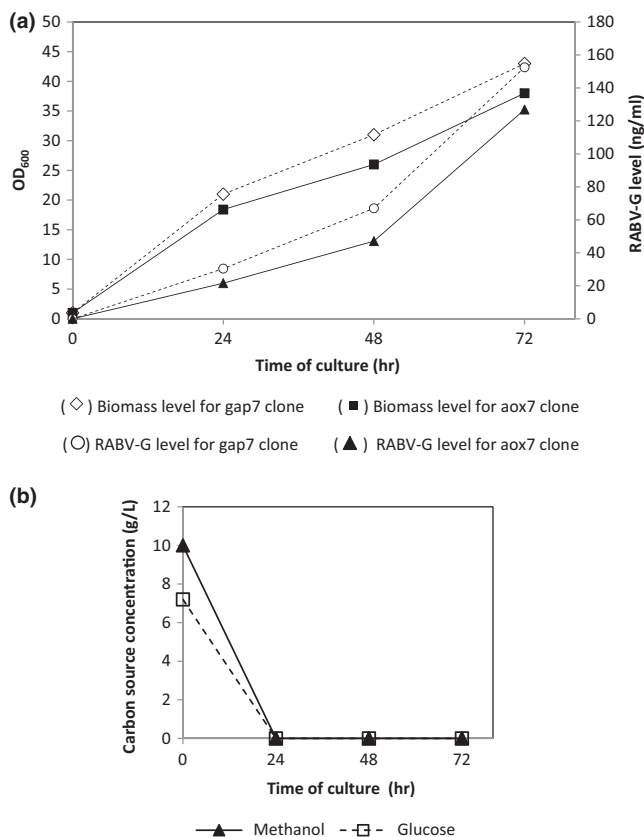 (a)
50
45
40
35
30
25
20
15
10
5
0
OD600
180
160
140
120
100
80
60
40
20
0
RABV-G level (ng/ml)
0 24 48 72
Time of culture (hr)
(◇) Biomass level for gap7 clone (■) Biomass level for aox7 clone
(○) RABV-G level for gap7 clone (▲) RABV-G level for aox7 clone
(b)
12
10
8
6
4
2
0
Carbon source concentration (g/L)
0 24 48 72
Time of culture (hr)
Methanol Glucose